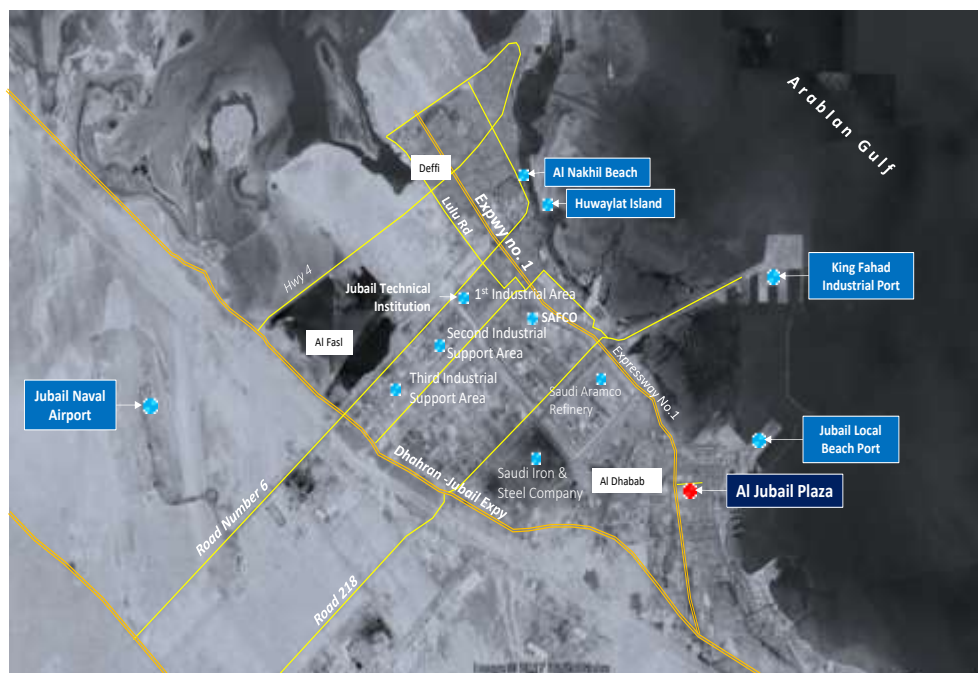 Arabian Gulf
Deffi
Al Nakhil Beach
Huwaylat Island
Expwy no. 1
Lulu Rd
Hwy 4
King Fahad
Industrial Port
Jubail Technical
Institution
1st Industrial Area
SAFCO
Al Fasl
Second Industrial
Support Area
Third Industrial
Support Area
Expressway No.1
Saudi Aramco
Refinery
Jubail Naval
Airport
Jubail Local
Beach Port
Dhahran -Jubail Expy
Saudi Iron &
Steel Company
Al Dhabab
Al Jubail Plaza
Road Number 6
Road 218